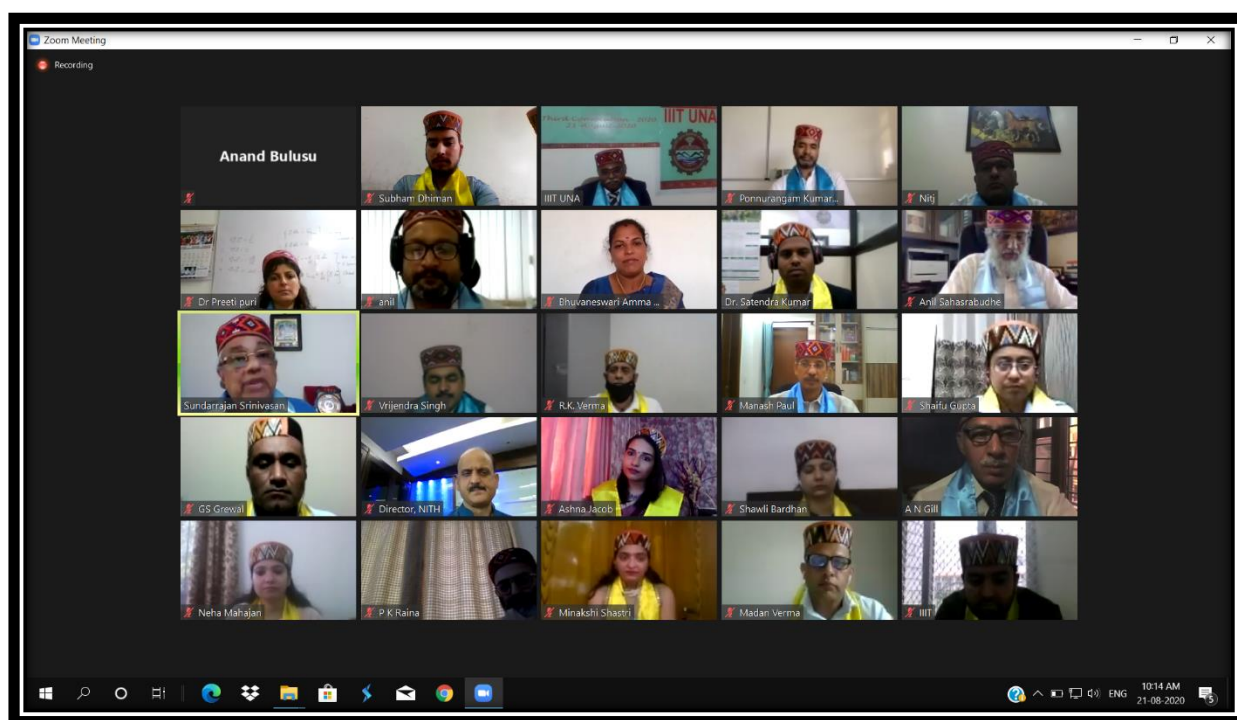 Zoom Meeting
Recording
IIIT UNA
Anand Bulusu
Subham Dhiman
IIIT UNA
Ponnurangam Kumar...
Nitj
Dr Preeti puri
anil
Bhuvaneswari Amma ...
Dr. Satendra Kumar
Anil Sahasrabudhe
Sundarrajan Srinivasan
Vrijendra Singh
R.K. Verma
Manash Paul
Shaifu Gupta
GS Grewal
Director, NITH
Ashna Jacob
Shawli Bardhan
A N Gill
Neha Mahajan
P K Raina
Minakshi Shastri
Madan Verma
IIIT
ENG
10:14 AM
21-08-2020
5